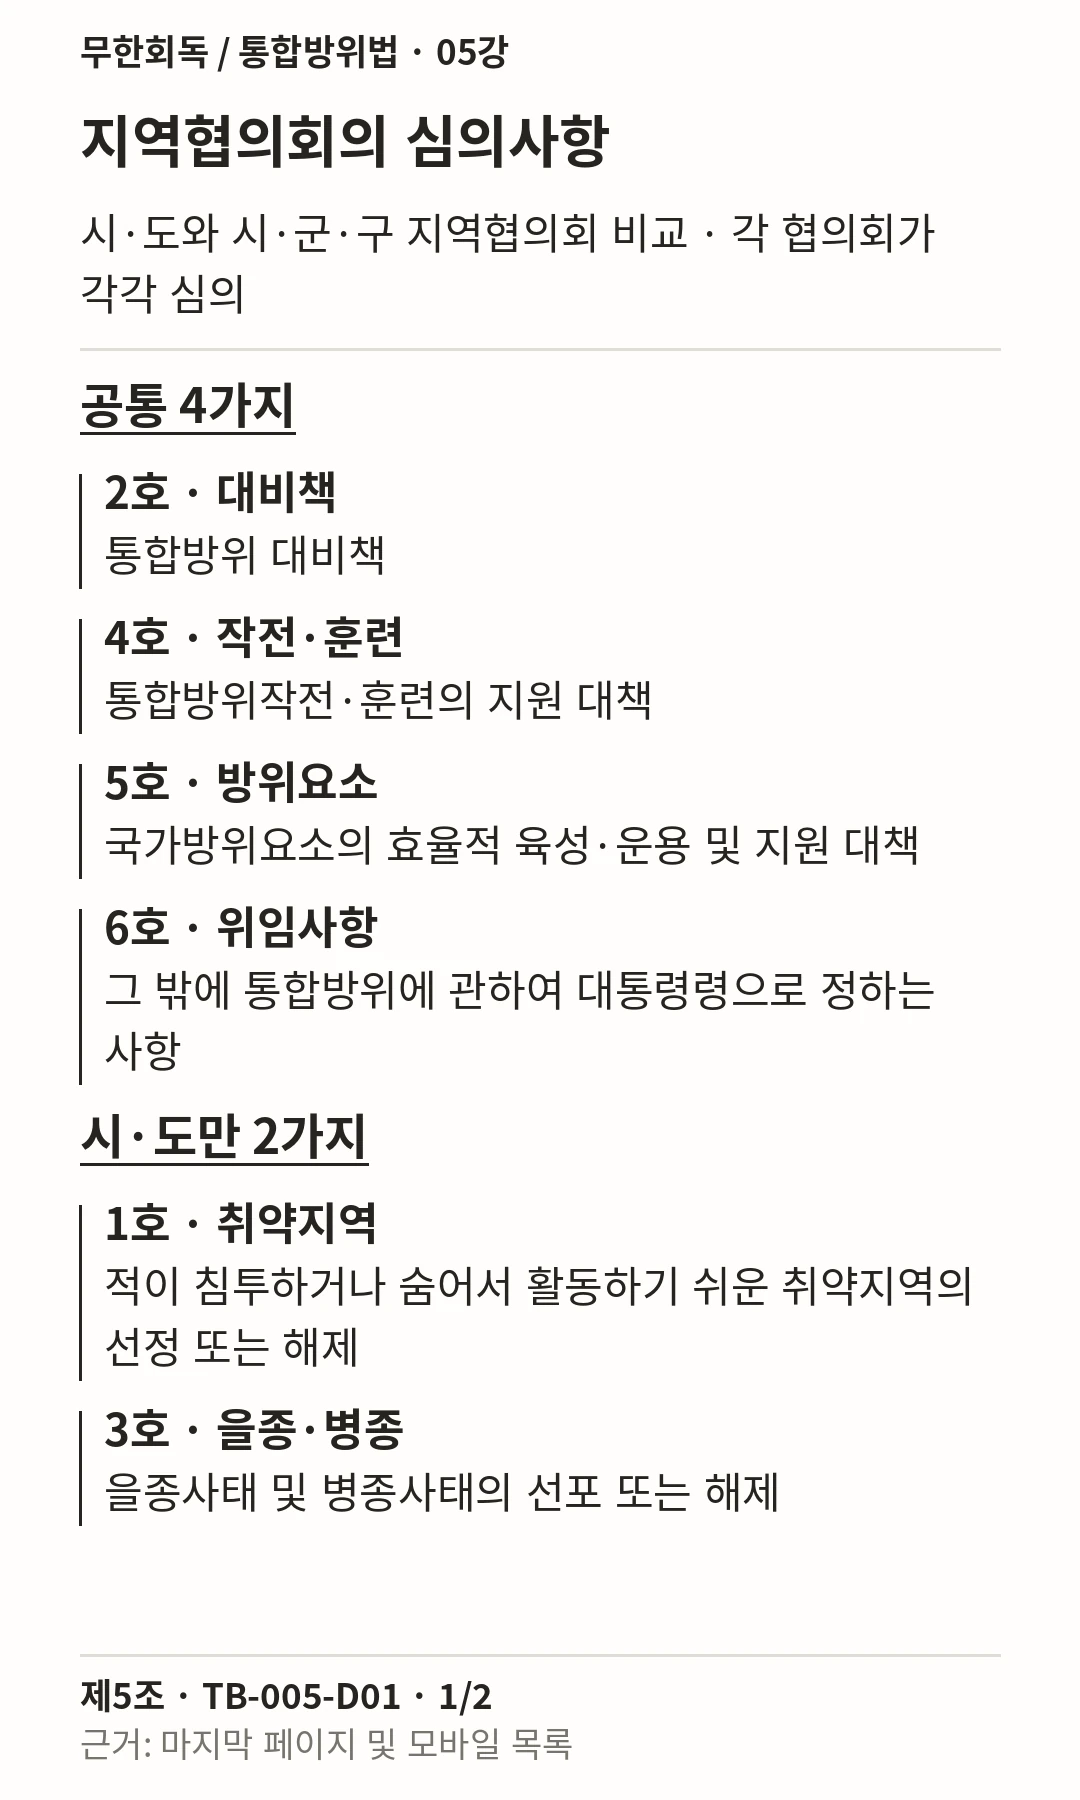 무한회독 / 통합방위법 · 05강
지역협의회의 심의사항
시·도와 시·군·구 지역협의회 비교 · 각 협의회가
각각 심의
공통 4가지
2호 · 대비책
통합방위 대비책
4호 · 작전·훈련
통합방위작전·훈련의 지원 대책
5호 · 방위요소
국가방위요소의 효율적 육성·운용 및 지원 대책
6호 · 위임사항
그 밖에 통합방위에 관하여 대통령령으로 정하는
사항
시·도만 2가지
1호 · 취약지역
적이 침투하거나 숨어서 활동하기 쉬운 취약지역의
선정 또는 해제
3호 · 을종·병종
을종사태 및 병종사태의 선포 또는 해제
제5조 · TB-005-D01 · 1/2
근거: 마지막 페이지 및 모바일 목록